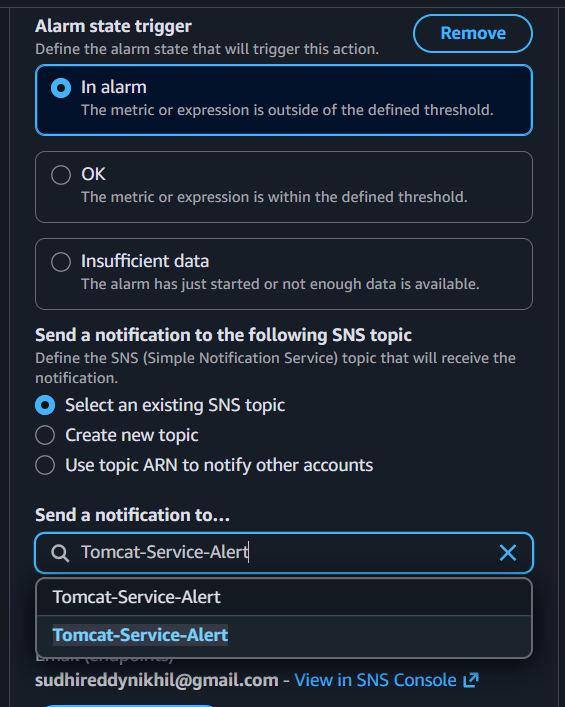 Alarm state trigger
Remove
Define the alarm state that will trigger this action.
In alarm
The metric or expression is outside of the defined threshold.
OK
The metric or expression is within the defined threshold.
Insufficient data
The alarm has just started or not enough data is available.
Send a notification to the following SNS topic
Define the SNS (Simple Notification Service) topic that will receive the
notification.
Select an existing SNS topic
Create new topic
Use topic ARN to notify other accounts
Send a notification to…
Tomcat-Service-Alert
Tomcat-Service-Alert
Tomcat-Service-Alert
Email (endpoints)
sudhireddynikhil@gmail.com - View in SNS Console